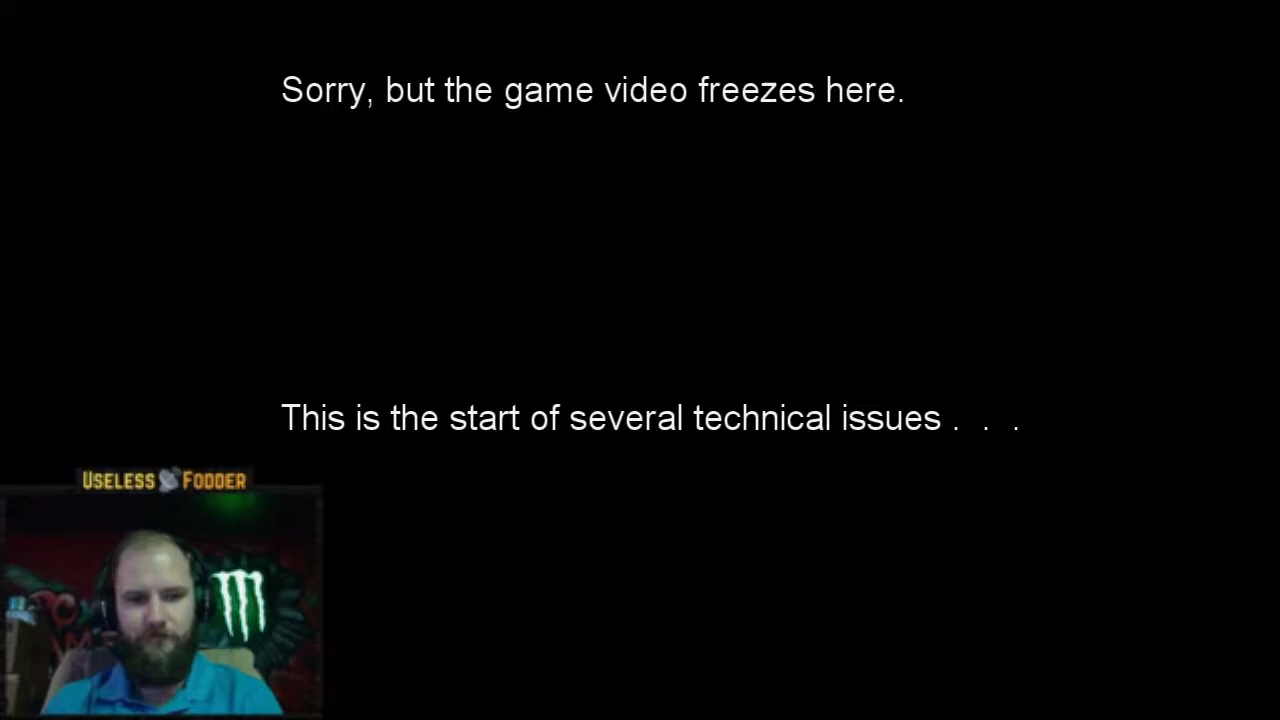 Sorry, but the game video freezes here.
This is the start of several technical issues . . .
USELESS FODDER